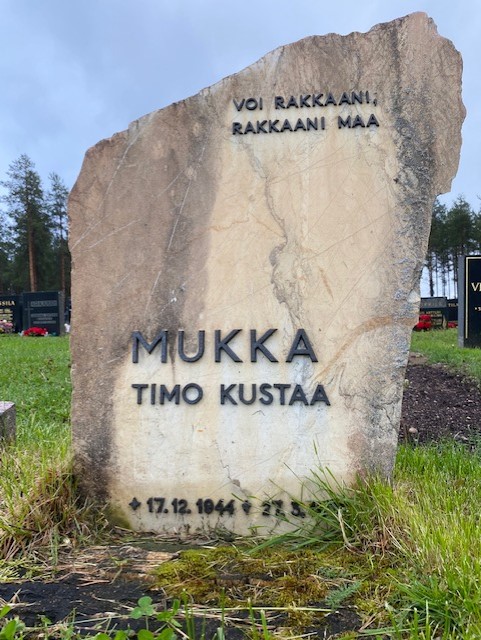 VOI RAKKAANI,
RAKKAANI MAA
MUKKA
TIMO KUSTAA
+ 17.12.1944 + 27.3.